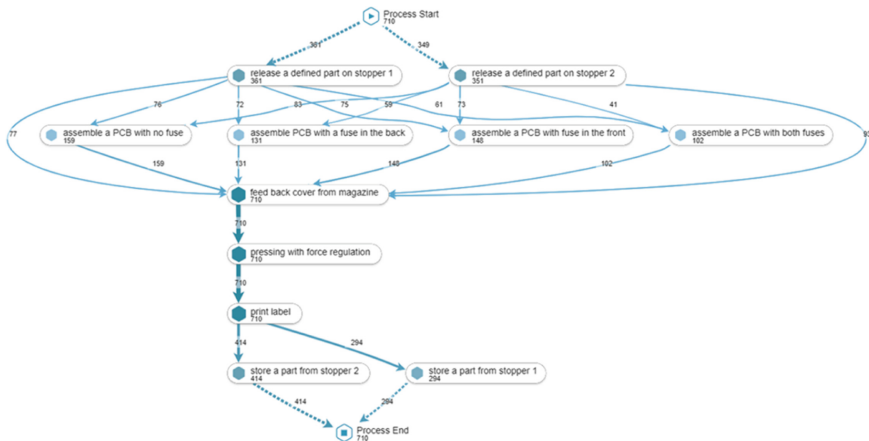 Process Start
710
361
349
release a defined part on stopper 1
361
release a defined part on stopper 2
351
77
76
72
83
75
59
61
73
41
93
assemble a PCB with no fuse
159
assemble PCB with a fuse in the back
131
assemble a PCB with fuse in the front
148
assemble a PCB with both fuses
102
159
131
148
102
feed back cover from magazine
710
710
pressing with force regulation
710
710
print label
710
414
294
store a part from stopper 2
414
store a part from stopper 1
294
414
294
Process End
710